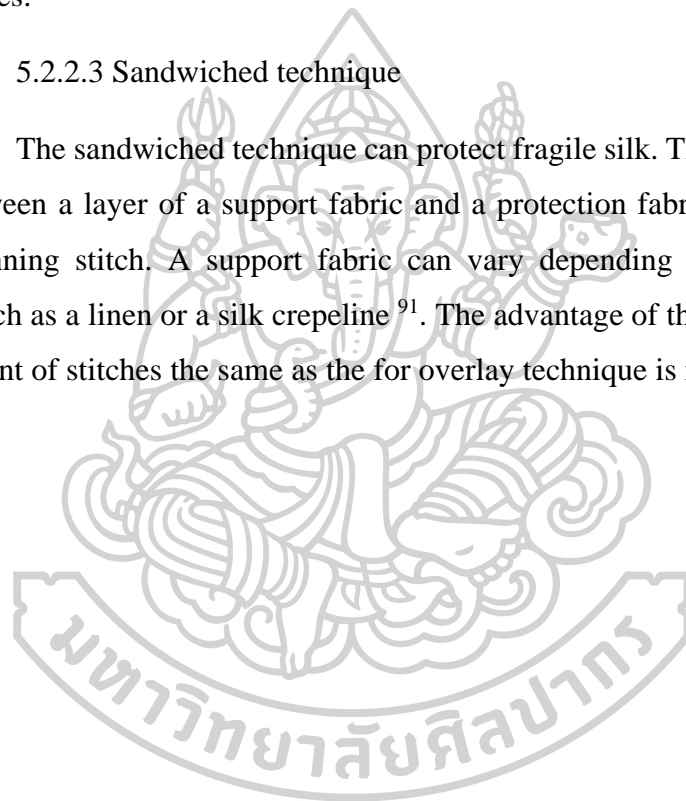 es.
5.2.2.3 Sandwiched technique
The sandwiched technique can protect fragile silk. T
ween a layer of a support fabric and a protection fabr
nning stitch. A support fabric can vary depending
ch as a linen or a silk crepeline 91. The advantage of th
nt of stitches the same as the for overlay technique is
มหาวิทยาลัยศิลปากร